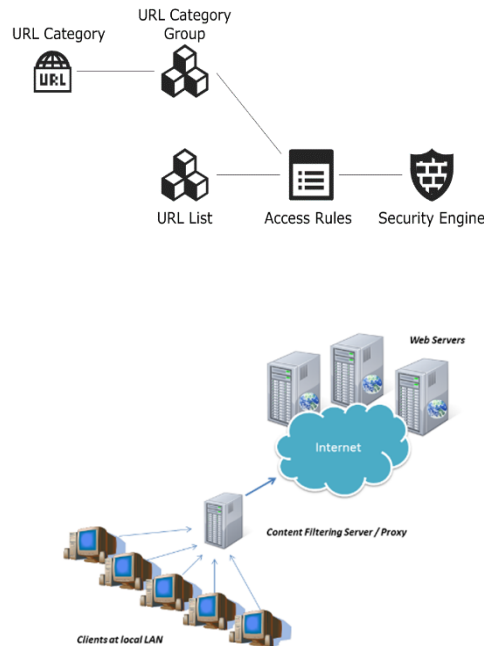 URL Category
URL Category
Group
URL
URL List
Access Rules
Security Engine
Web Servers
Internet
Content Filtering Server / Proxy
Clients at local LAN